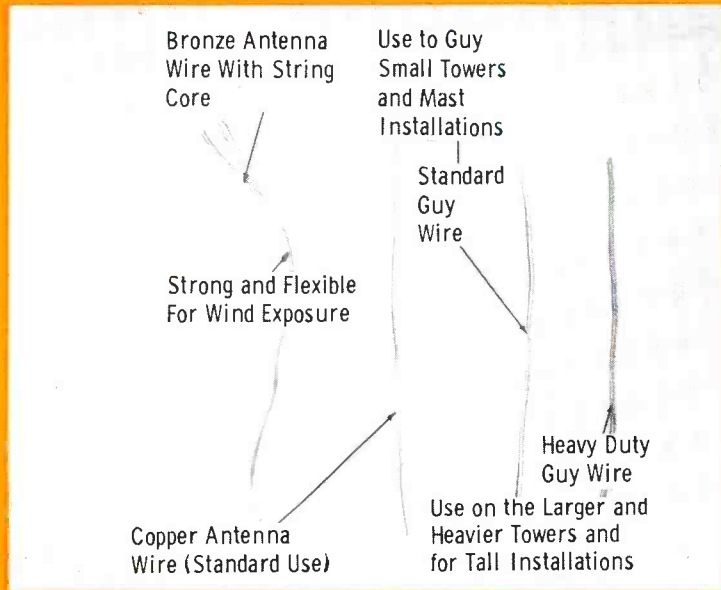 Bronze Antenna
Wire With String
Core
Use to Guy
Small Towers
and Mast
Installations
Standard
Guy
Wire
Strong and Flexible
For Wind Exposure
Heavy Duty
Guy Wire
Copper Antenna
Wire (Standard Use)
Use on the Larger and
Heavier Towers and
for Tall Installations